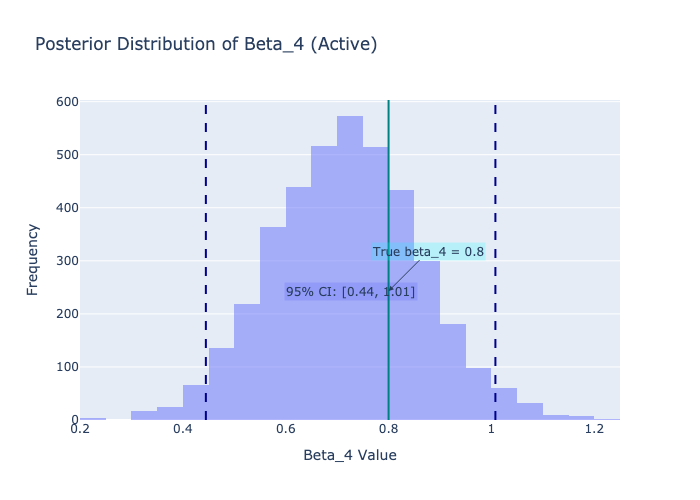 Posterior Distribution of Beta_4 (Active)
Frequency
600
500
400
300
200
100
0
True beta_4 = 0.8
95% CI: [0.44, 1.01]
0.2 0.4 0.6 0.8 1 1.2
Beta_4 Value